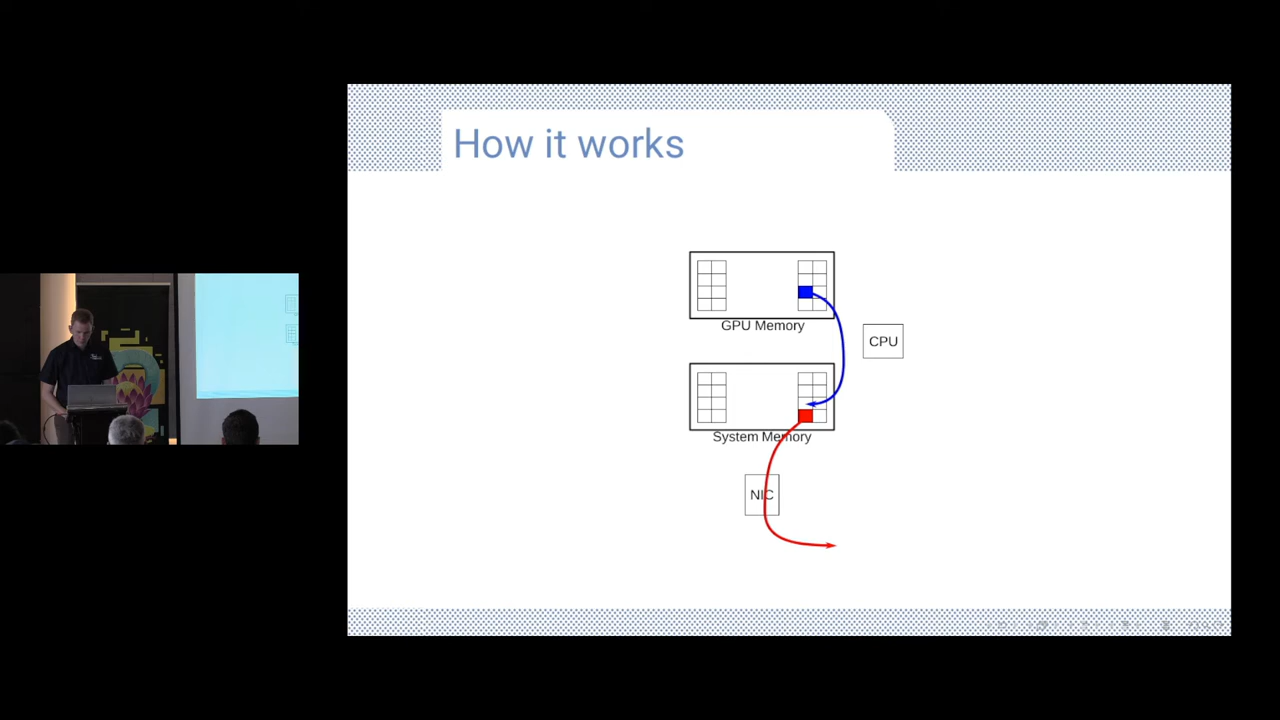 How it works
GPU Memory
CPU
System Memory
NIC